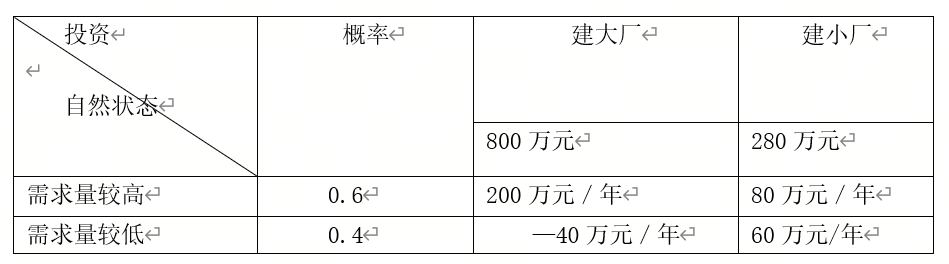 投资 概率 建大厂 建小厂
自然状态
800 万元 280 万元
需求量较高 0.6 200 万元 / 年 80 万元 / 年
需求量较低 0.4 —40 万元 / 年 60 万元/年